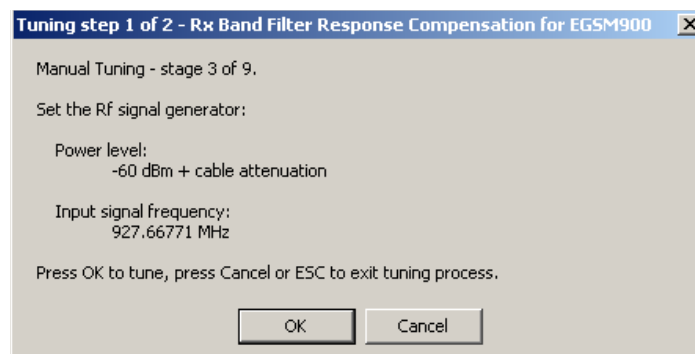 Tuning step 1 of 2 - Rx Band Filter Response Compensation for EGSM900
Manual Tuning - stage 3 of 9.
Set the Rf signal generator:
Power level:
-60 dBm + cable attenuation
Input signal frequency:
927.66771 MHz
Press OK to tune, press Cancel or ESC to exit tuning process.
OK
Cancel